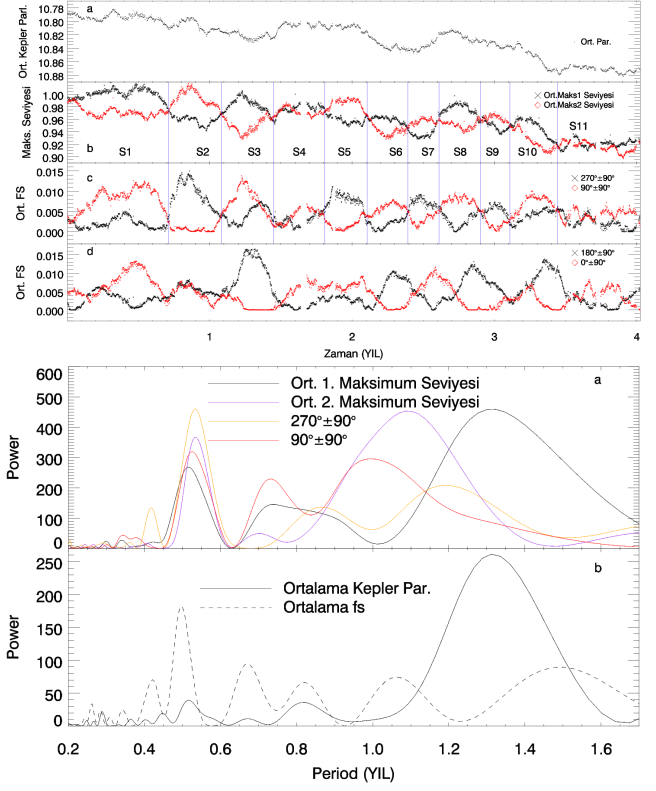 10.78
10.80
10.82
10.84
10.86
10.88
Ort. Kepler Parl.
a
Ort. Par.
1.00
0.98
0.96
0.94
0.92
0.90
Maks. Seviyesi
Ort.Maks1 Seviyesi
Ort.Maks2 Seviyesi
b
S1
S2
S3
S4
S5
S6
S7
S8
S9
S10
S11
0.015
0.010
0.005
0.000
Ort. FS
c
270°±90°
90°±90°
0.015
0.010
0.005
0.000
Ort. FS
d
180°±90°
0°±90°
1
2
3
4
Zaman (YIL)
600
500
400
300
200
100
0
Power
a
Ort. 1. Maksimum Seviyesi
Ort. 2. Maksimum Seviyesi
270°±90°
90°±90°
250
200
150
100
50
0
Power
b
Ortalama Kepler Par.
Ortalama fs
0.2
0.4
0.6
0.8
1.0
1.2
1.4
1.6
Period (YIL)